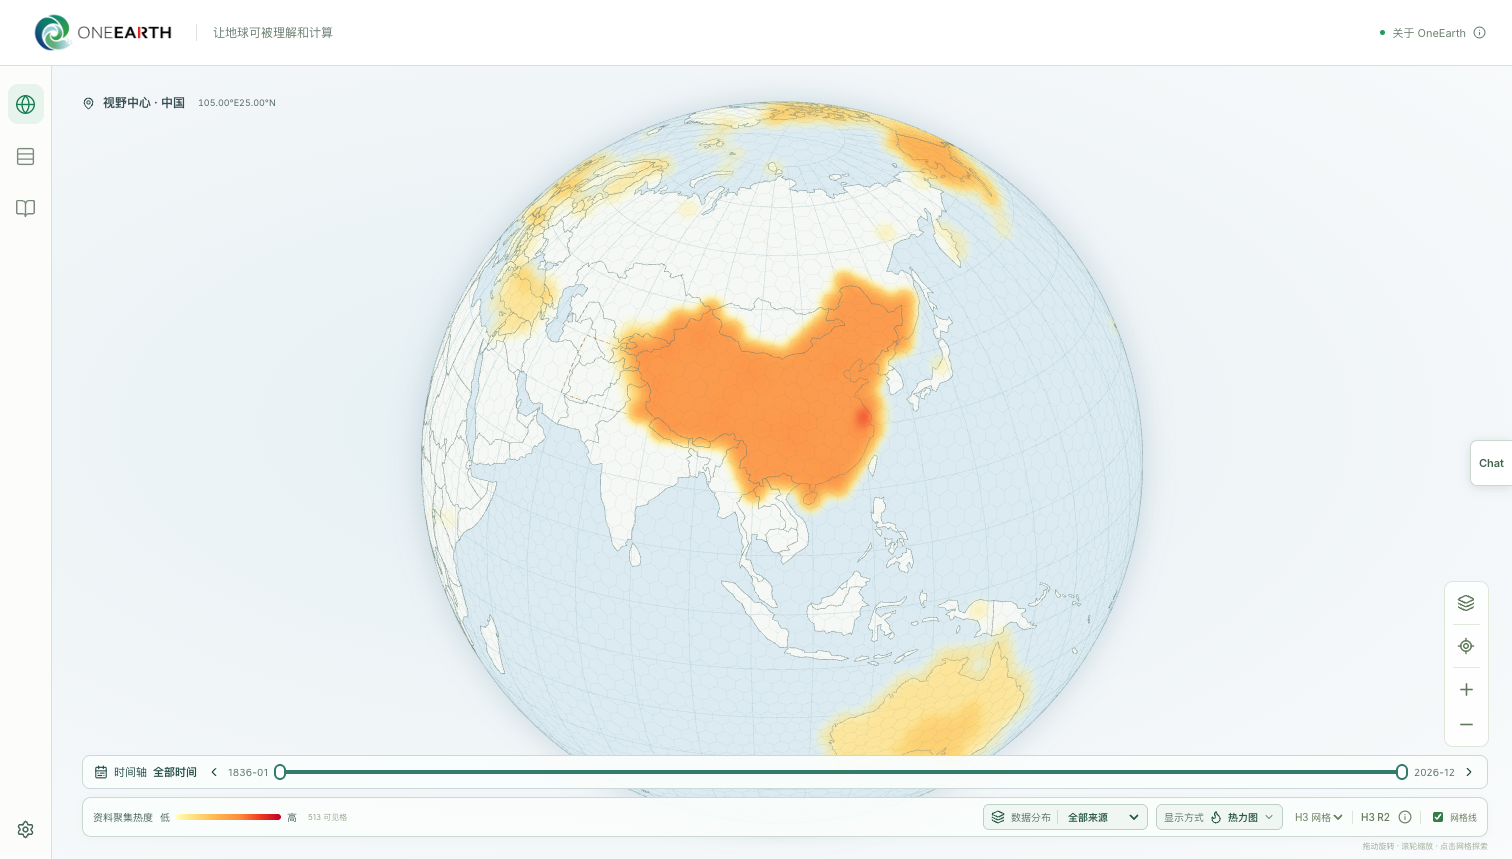 ONEEARTH
让地球可被理解和计算
关于 OneEarth
视野中心 · 中国 105.00°E25.00°N
Chat
时间轴 全部时间 1836-01 2026-12
资料聚集热度 低 高 513 可见格
数据分布 全部来源 显示方式 热力图 H3 网格 H3 R2 网格线
拖动旋转 · 滚轮缩放 · 点击网格探索